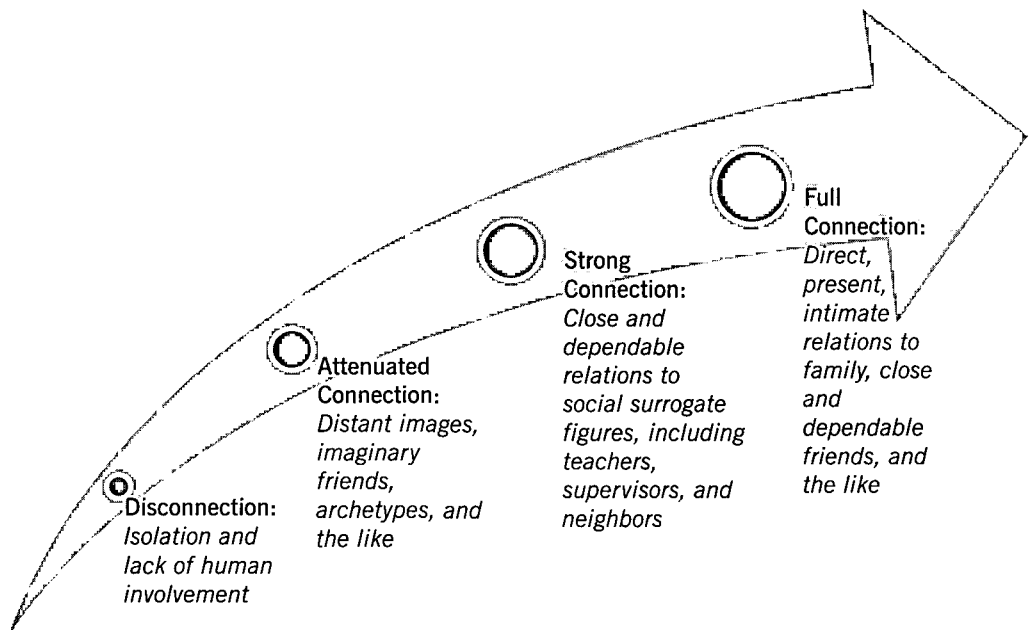 Disconnection:
Isolation and
lack of human
involvement
Attenuated
Connection:
Distant images,
imaginary
friends,
archetypes, and
the like
Strong
Connection:
Close and
dependable
relations to
social surrogate
figures, including
teachers,
supervisors, and
neighbors
Full
Connection:
Direct,
present,
intimate
relations to
family, close
and
dependable
friends, and
the like